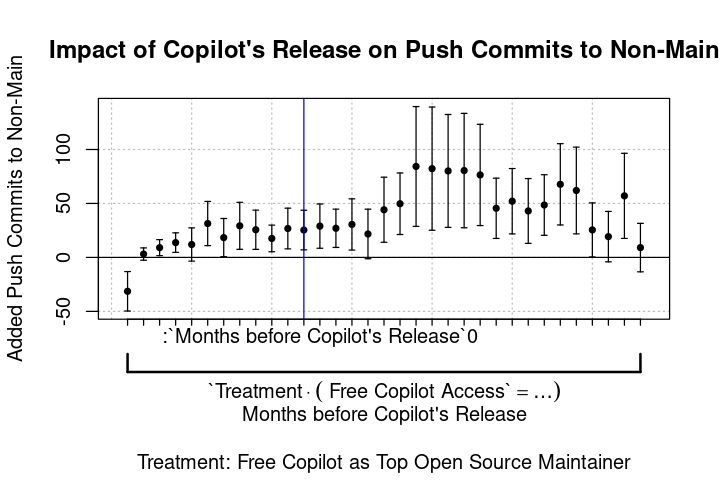 Impact of Copilot's Release on Push Commits to Non-Main
Added Push Commits to Non-Main
100
50
0
-50
:`Months before Copilot's Release`0
`Treatment · ( Free Copilot Access` = …)
Months before Copilot's Release
Treatment: Free Copilot as Top Open Source Maintainer